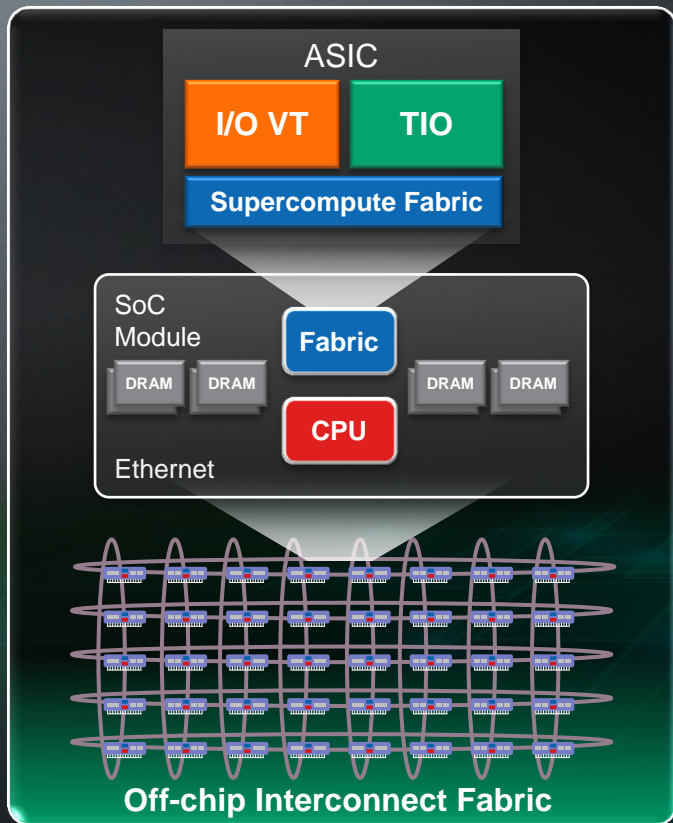 ASIC
I/O VT
TIO
Supercompute Fabric
SoC
Module
Fabric
DRAM
DRAM
DRAM
DRAM
CPU
Ethernet
Off-chip Interconnect Fabric